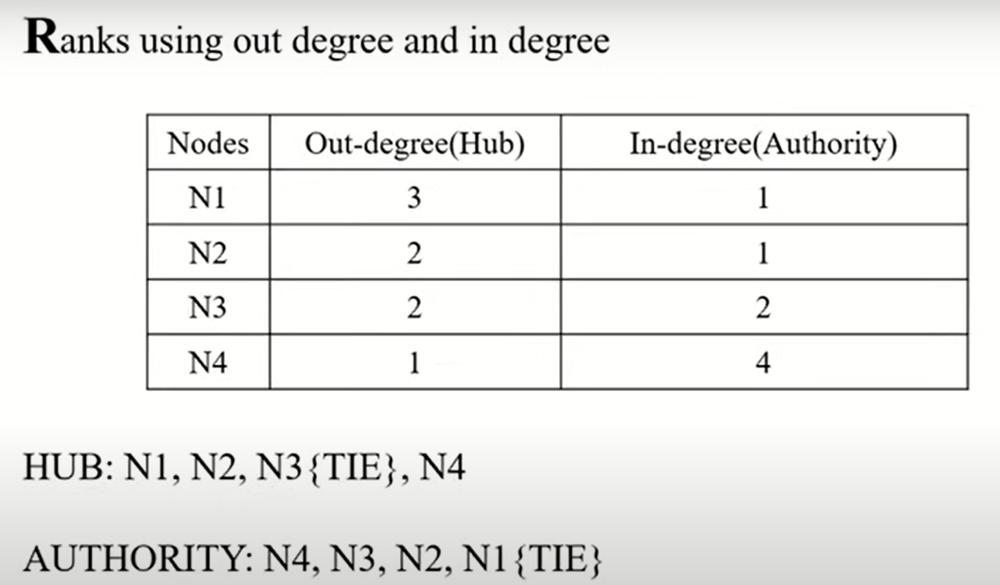 Ranks using out degree and in degree
Nodes Out-degree(Hub) In-degree(Authority)
N1 3 1
N2 2 1
N3 2 2
N4 1 4
HUB: N1, N2, N3{TIE}, N4
AUTHORITY: N4, N3, N2, N1{TIE}